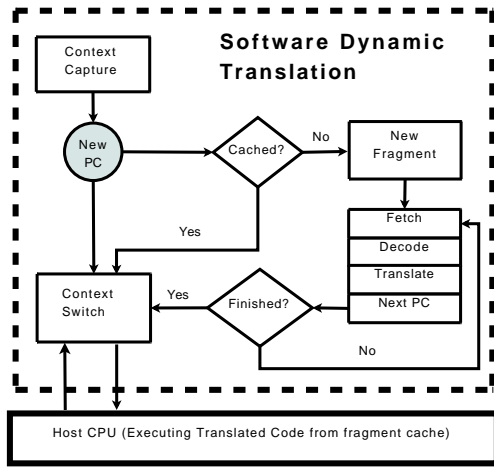 Software Dynamic
Translation
Context
Capture
New
PC
Cached?
No
New
Fragment
Fetch
Decode
Translate
Next PC
Yes
Context
Switch
Yes
Finished?
No
Host CPU (Executing Translated Code from fragment cache)